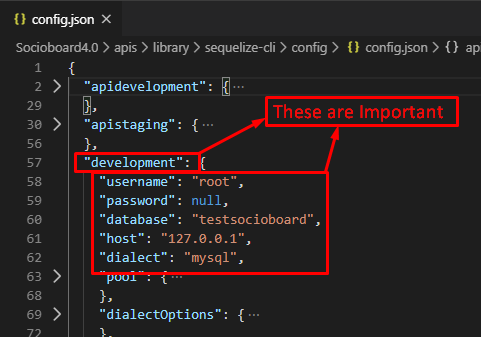 {} config.json ×
Socioboard4.0 > apis > library > sequelize-cli > config > {} config.json > {} ap
1 {
2 > "apidevelopment": { ...
29 },
30 > "apistaging": { ...
56 },
57 "development": {
58 "username": "root",
59 "password": null,
60 "database": "testsocioboard",
61 "host": "127.0.0.1",
62 "dialect": "mysql",
63 > "pool": { ...
68 },
69 > "dialectOptions": { ...
72 },
These are Important